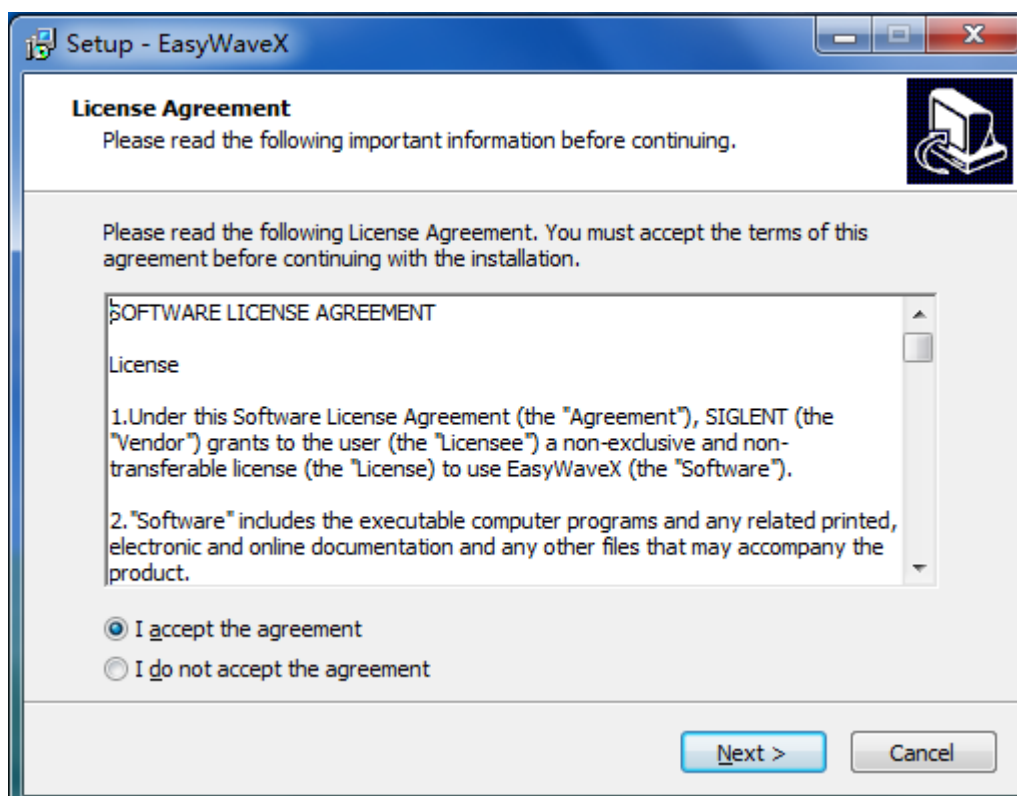 Setup - EasyWaveX
License Agreement
Please read the following important information before continuing.
Please read the following License Agreement. You must accept the terms of this
agreement before continuing with the installation.
SOFTWARE LICENSE AGREEMENT
License
1.Under this Software License Agreement (the "Agreement"), SIGLENT (the
"Vendor") grants to the user (the "Licensee") a non-exclusive and non-
transferable license (the "License) to use EasyWaveX (the "Software").
2."Software" includes the executable computer programs and any related printed,
electronic and online documentation and any other files that may accompany the
product.
I accept the agreement
I do not accept the agreement
Next >
Cancel